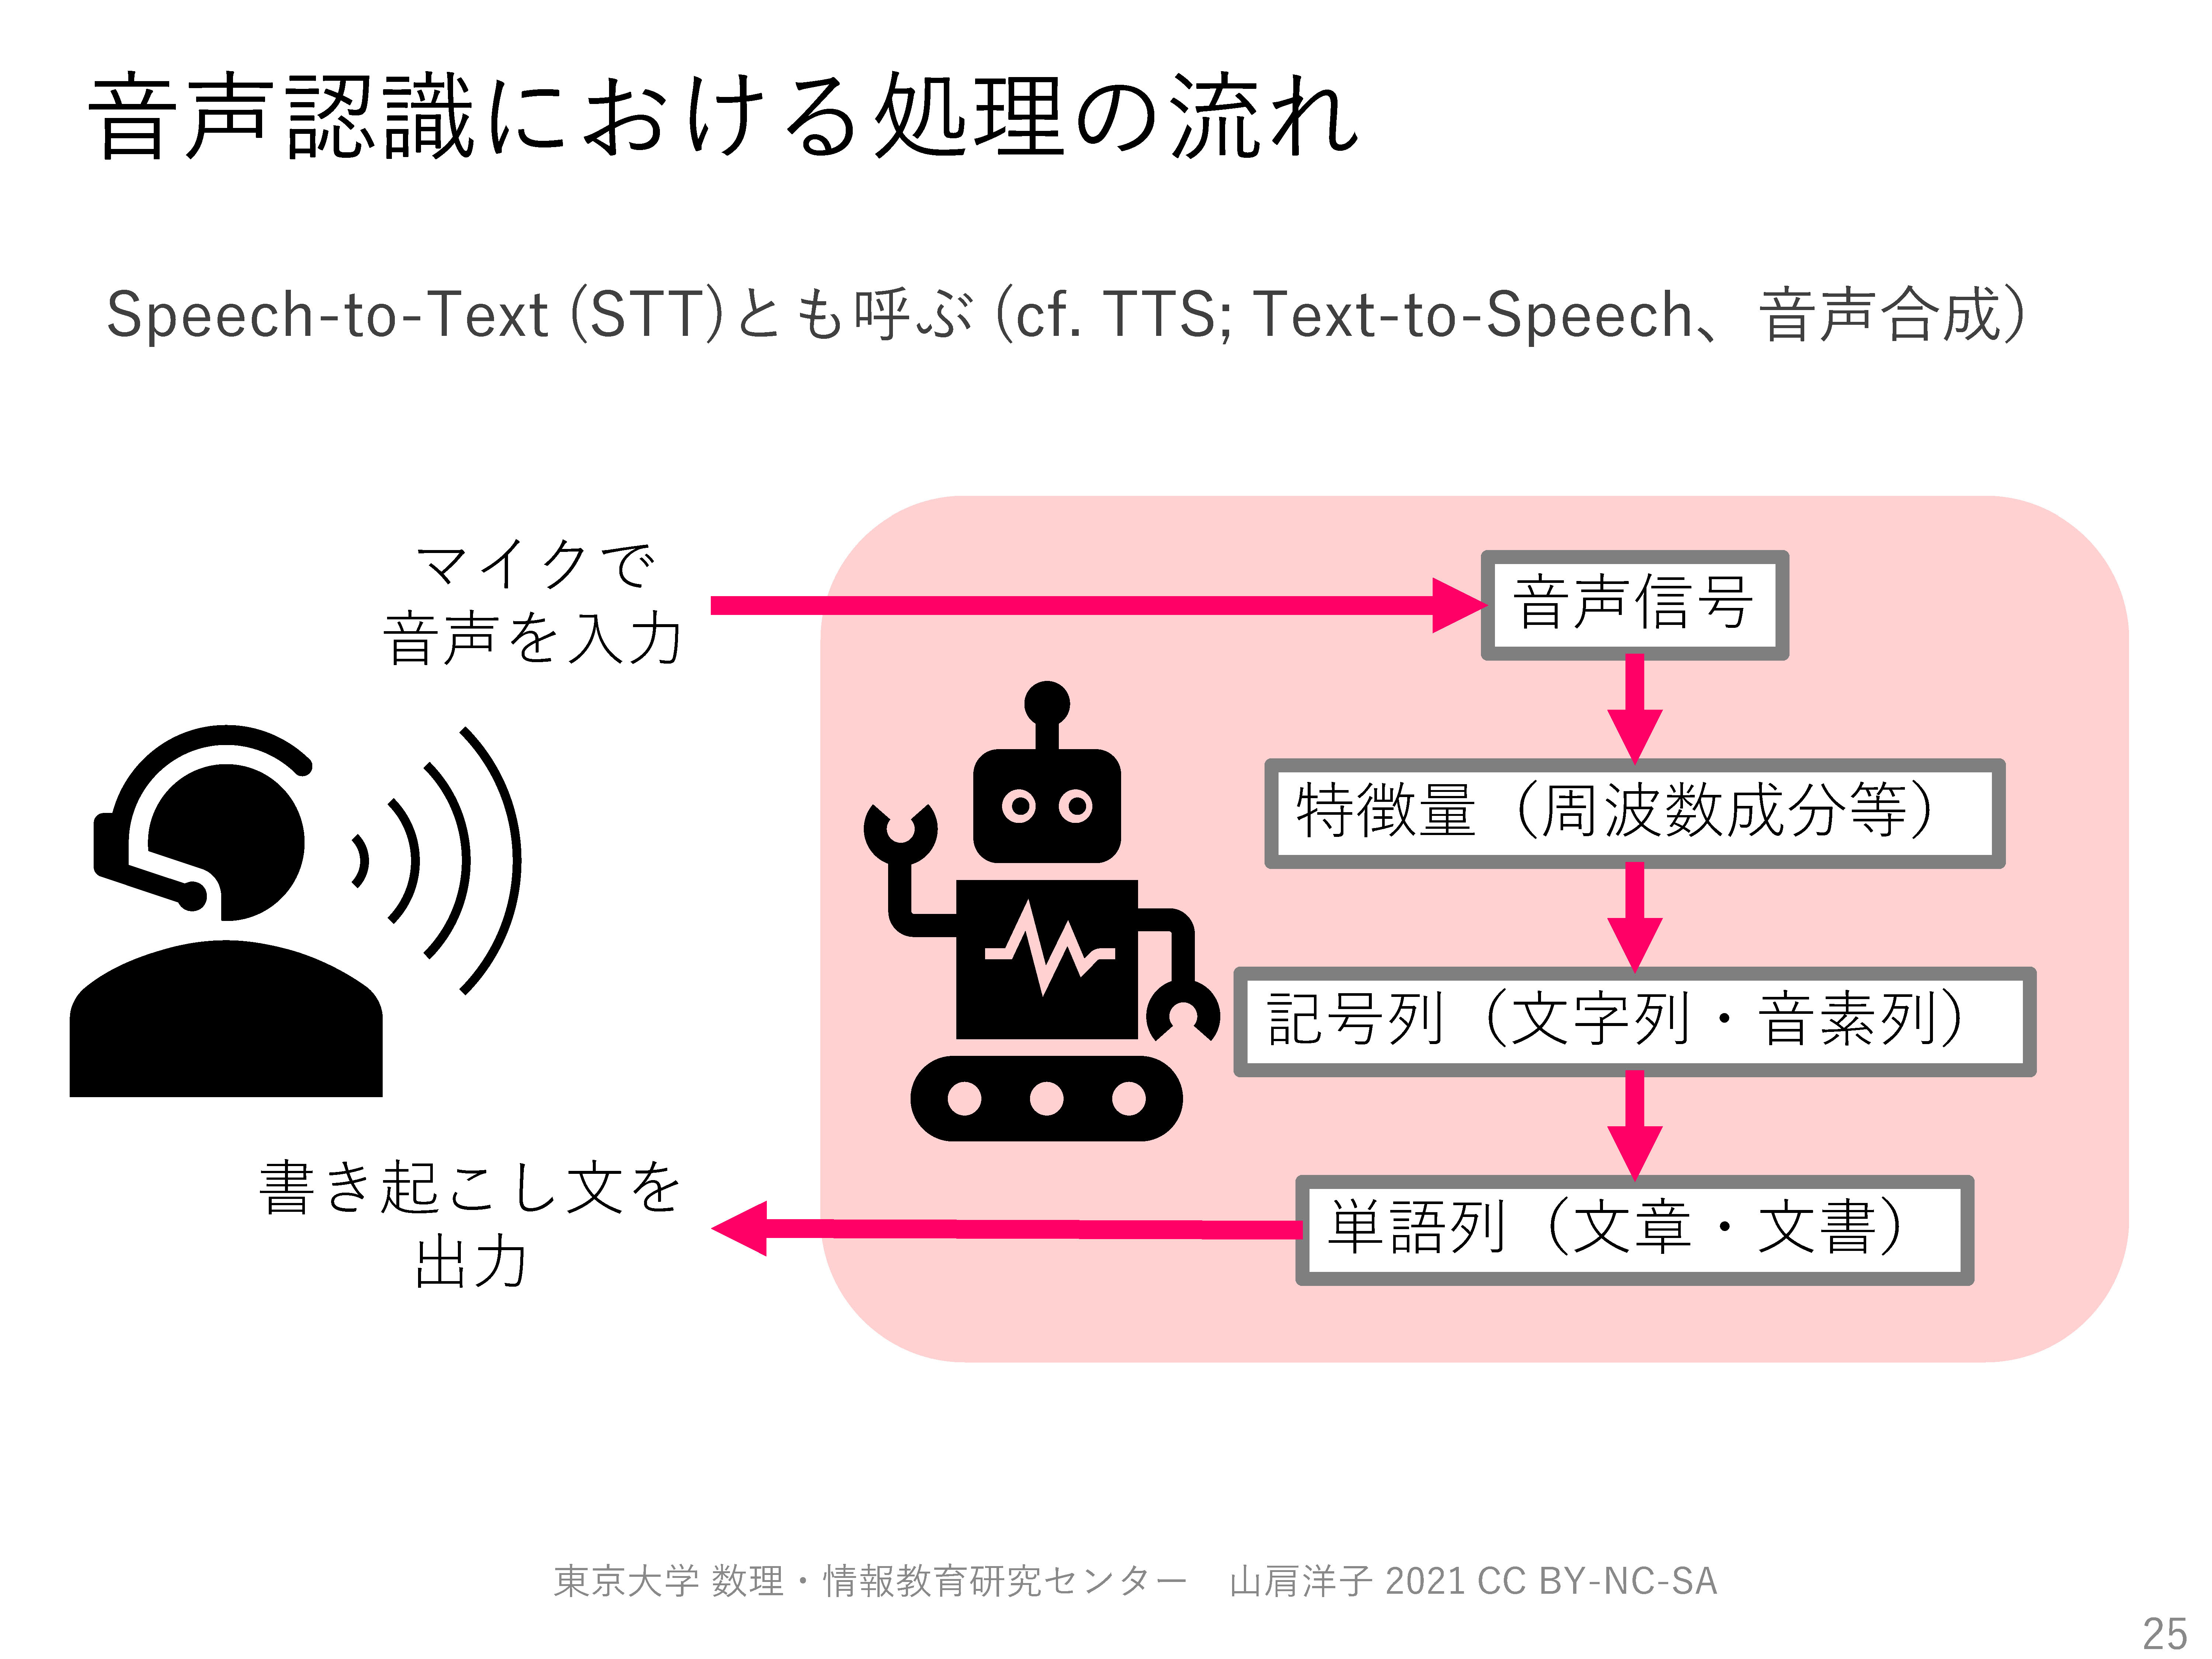 音声認識における処理の流れ
Speech-to-Text (STT)とも呼ぶ (cf. TTS; Text-to-Speech、音声合成)
マイクで
音声を入力
音声信号
特徴量（周波数成分等）
記号列（文字列・音素列）
単語列（文章・文書）
書き起こし文を
出力
東京大学 数理・情報教育研究センター　山肩洋子 2021 CC BY-NC-SA
25